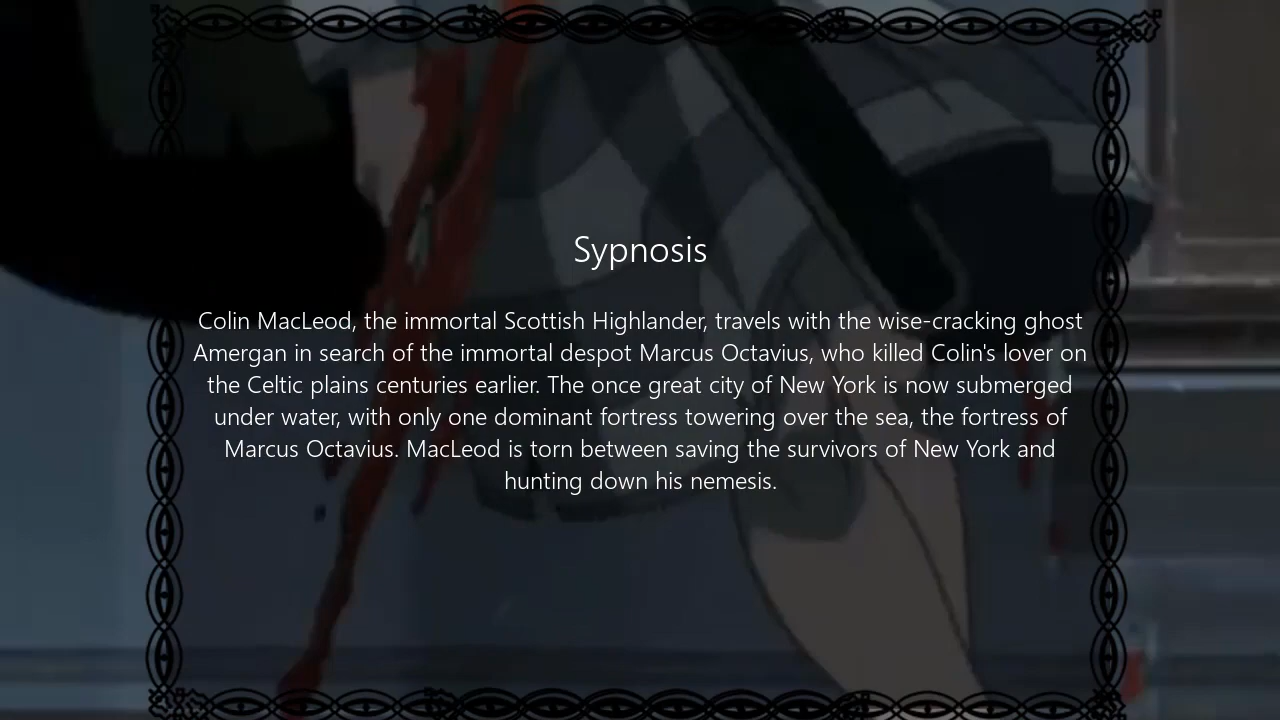 Sypnosis
Colin MacLeod, the immortal Scottish Highlander, travels with the wise-cracking ghost
Amergan in search of the immortal despot Marcus Octavius, who killed Colin's lover on
the Celtic plains centuries earlier. The once great city of New York is now submerged
under water, with only one dominant fortress towering over the sea, the fortress of
Marcus Octavius. MacLeod is torn between saving the survivors of New York and
hunting down his nemesis.